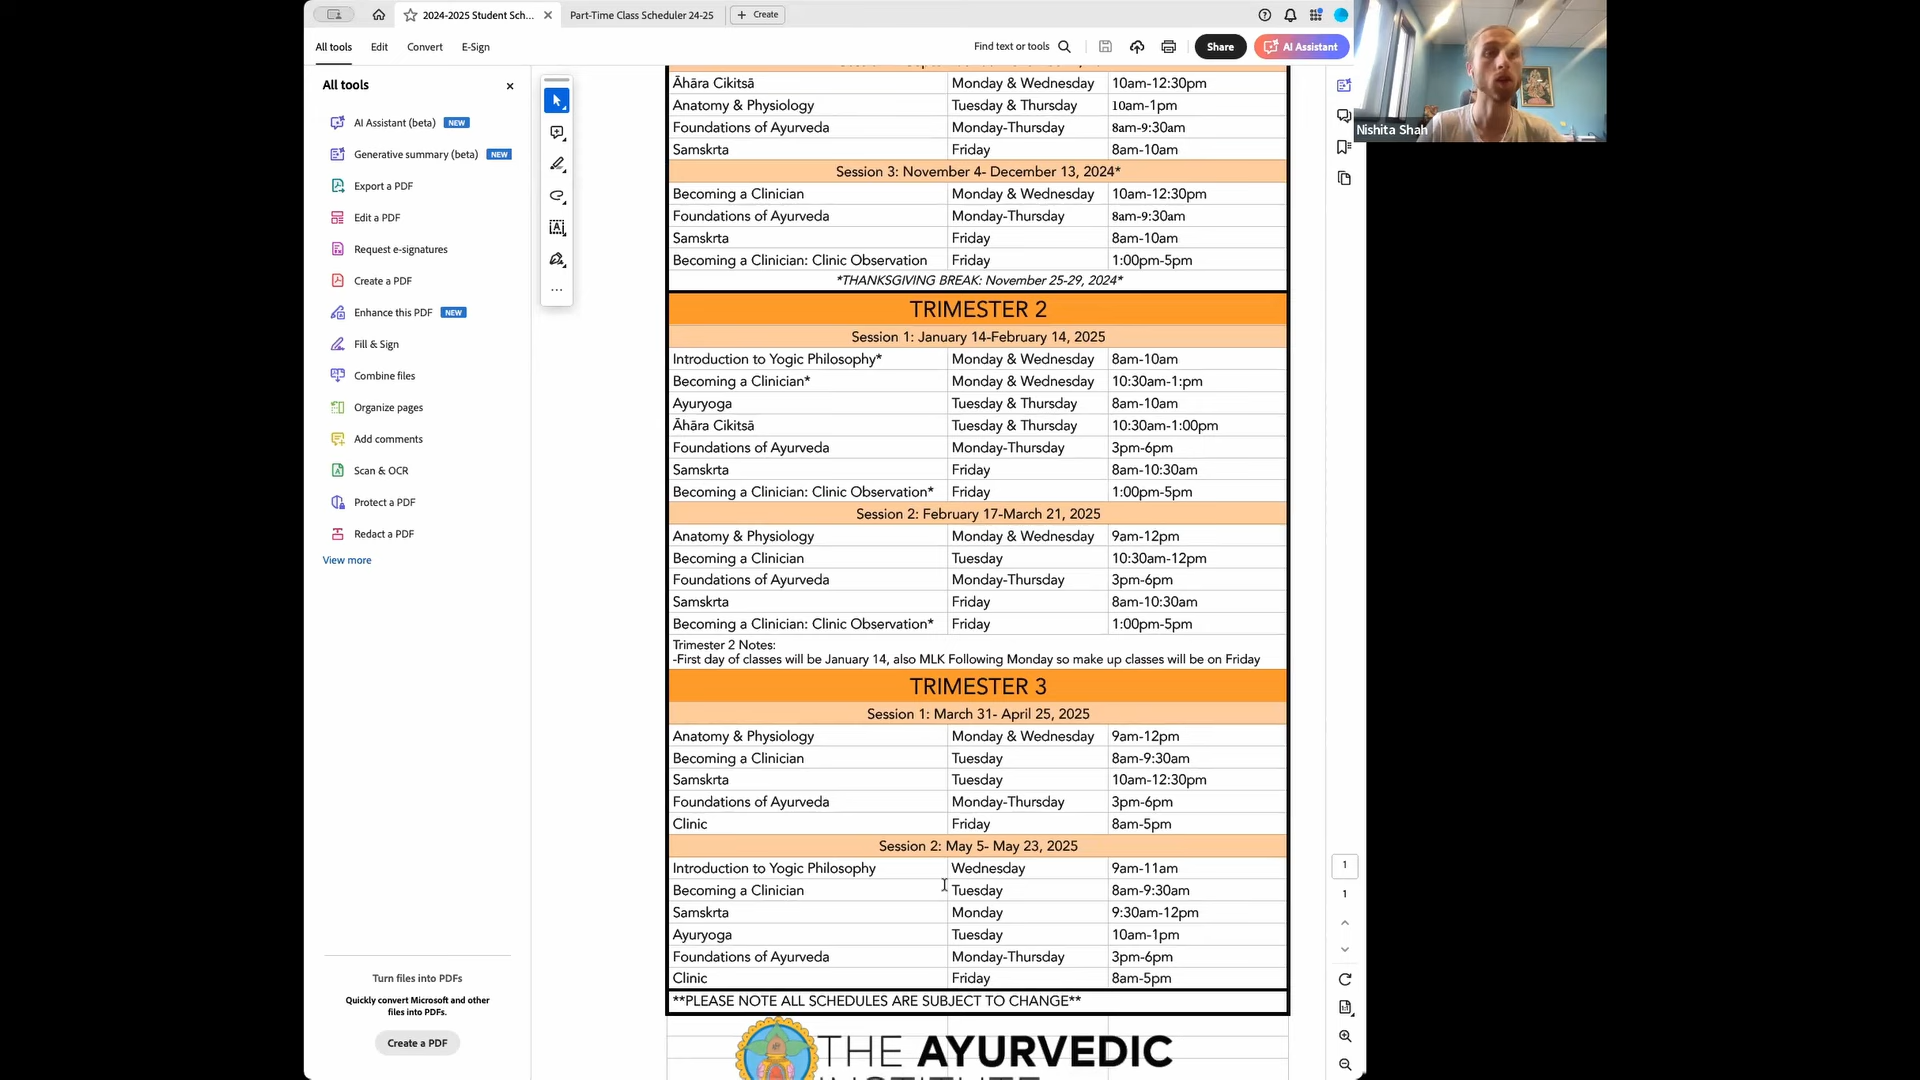 2024-2025 Student Sch...
Part-Time Class Scheduler 24-25
Create
All tools
Edit
Convert
E-Sign
Find text or tools
Share
AI Assistant
All tools
AI Assistant (beta) NEW
Generative summary (beta) NEW
Export a PDF
Edit a PDF
Request e-signatures
Create a PDF
Enhance this PDF NEW
Fill & Sign
Combine files
Organize pages
Add comments
Scan & OCR
Protect a PDF
Redact a PDF
View more
Turn files into PDFs
Quickly convert Microsoft and other
files into PDFs.
Create a PDF
Āhāra Cikitsā Monday & Wednesday 10am-12:30pm
Anatomy & Physiology Tuesday & Thursday 10am-1pm
Foundations of Ayurveda Monday-Thursday 8am-9:30am
Samskrta Friday 8am-10am
Session 3: November 4- December 13, 2024*
Becoming a Clinician Monday & Wednesday 10am-12:30pm
Foundations of Ayurveda Monday-Thursday 8am-9:30am
Samskrta Friday 8am-10am
Becoming a Clinician: Clinic Observation Friday 1:00pm-5pm
*THANKSGIVING BREAK: November 25-29, 2024*
TRIMESTER 2
Session 1: January 14-February 14, 2025
Introduction to Yogic Philosophy* Monday & Wednesday 8am-10am
Becoming a Clinician* Monday & Wednesday 10:30am-1:pm
Ayuryoga Tuesday & Thursday 8am-10am
Āhāra Cikitsā Tuesday & Thursday 10:30am-1:00pm
Foundations of Ayurveda Monday-Thursday 3pm-6pm
Samskrta Friday 8am-10:30am
Becoming a Clinician: Clinic Observation* Friday 1:00pm-5pm
Session 2: February 17-March 21, 2025
Anatomy & Physiology Monday & Wednesday 9am-12pm
Becoming a Clinician Tuesday 10:30am-12pm
Foundations of Ayurveda Monday-Thursday 3pm-6pm
Samskrta Friday 8am-10:30am
Becoming a Clinician: Clinic Observation* Friday 1:00pm-5pm
Trimester 2 Notes:
-First day of classes will be January 14, also MLK Following Monday so make up classes will be on Friday
TRIMESTER 3
Session 1: March 31- April 25, 2025
Anatomy & Physiology Monday & Wednesday 9am-12pm
Becoming a Clinician Tuesday 8am-9:30am
Samskrta Tuesday 10am-12:30pm
Foundations of Ayurveda Monday-Thursday 3pm-6pm
Clinic Friday 8am-5pm
Session 2: May 5- May 23, 2025
Introduction to Yogic Philosophy Wednesday 9am-11am
Becoming a Clinician Tuesday 8am-9:30am
Samskrta Monday 9:30am-12pm
Ayuryoga Tuesday 10am-1pm
Foundations of Ayurveda Monday-Thursday 3pm-6pm
Clinic Friday 8am-5pm
**PLEASE NOTE ALL SCHEDULES ARE SUBJECT TO CHANGE**
THE AYURVEDIC
INSTITUTE
Nishita Shah
1
1